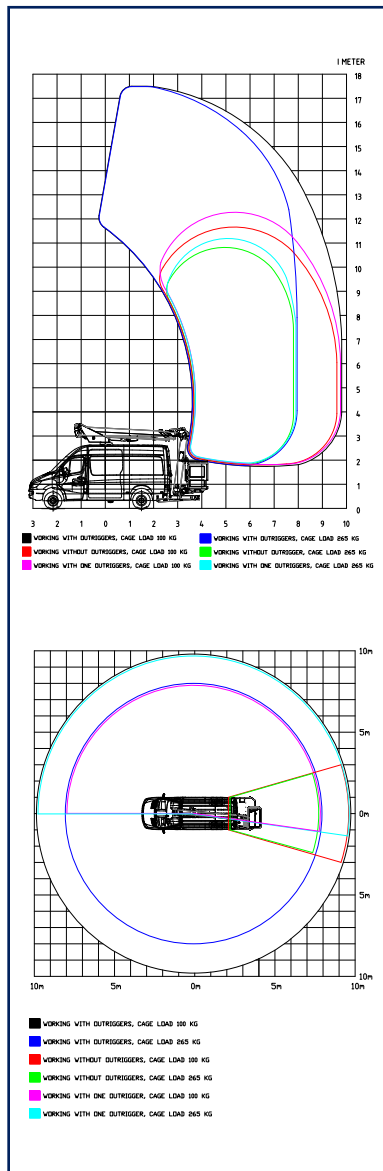 1 METER
18
17
16
15
14
13
12
11
10
9
8
7
6
5
4
3
2
1
0
3 2 1 0 1 2 3 4 5 6 7 8 9 10
WORKING WITH OUTRIGGERS, CAGE LOAD 100 KG
WORKING WITH OUTRIGGERS, CAGE LOAD 265 KG
WORKING WITHOUT OUTRIGGERS, CAGE LOAD 100 KG
WORKING WITHOUT OUTRIGGER, CAGE LOAD 265 KG
WORKING WITH ONE OUTRIGGER, CAGE LOAD 100 KG
WORKING WITH ONE OUTRIGGER, CAGE LOAD 265 KG
10m
5m
0m
5m
10m
10m 5m 0m 5m 10m
WORKING WITH OUTRIGGERS, CAGE LOAD 100 KG
WORKING WITH OUTRIGGERS, CAGE LOAD 265 KG
WORKING WITHOUT OUTRIGGERS, CAGE LOAD 100 KG
WORKING WITHOUT OUTRIGGERS, CAGE LOAD 265 KG
WORKING WITH ONE OUTRIGGER, CAGE LOAD 100 KG
WORKING WITH ONE OUTRIGGER, CAGE LOAD 265 KG